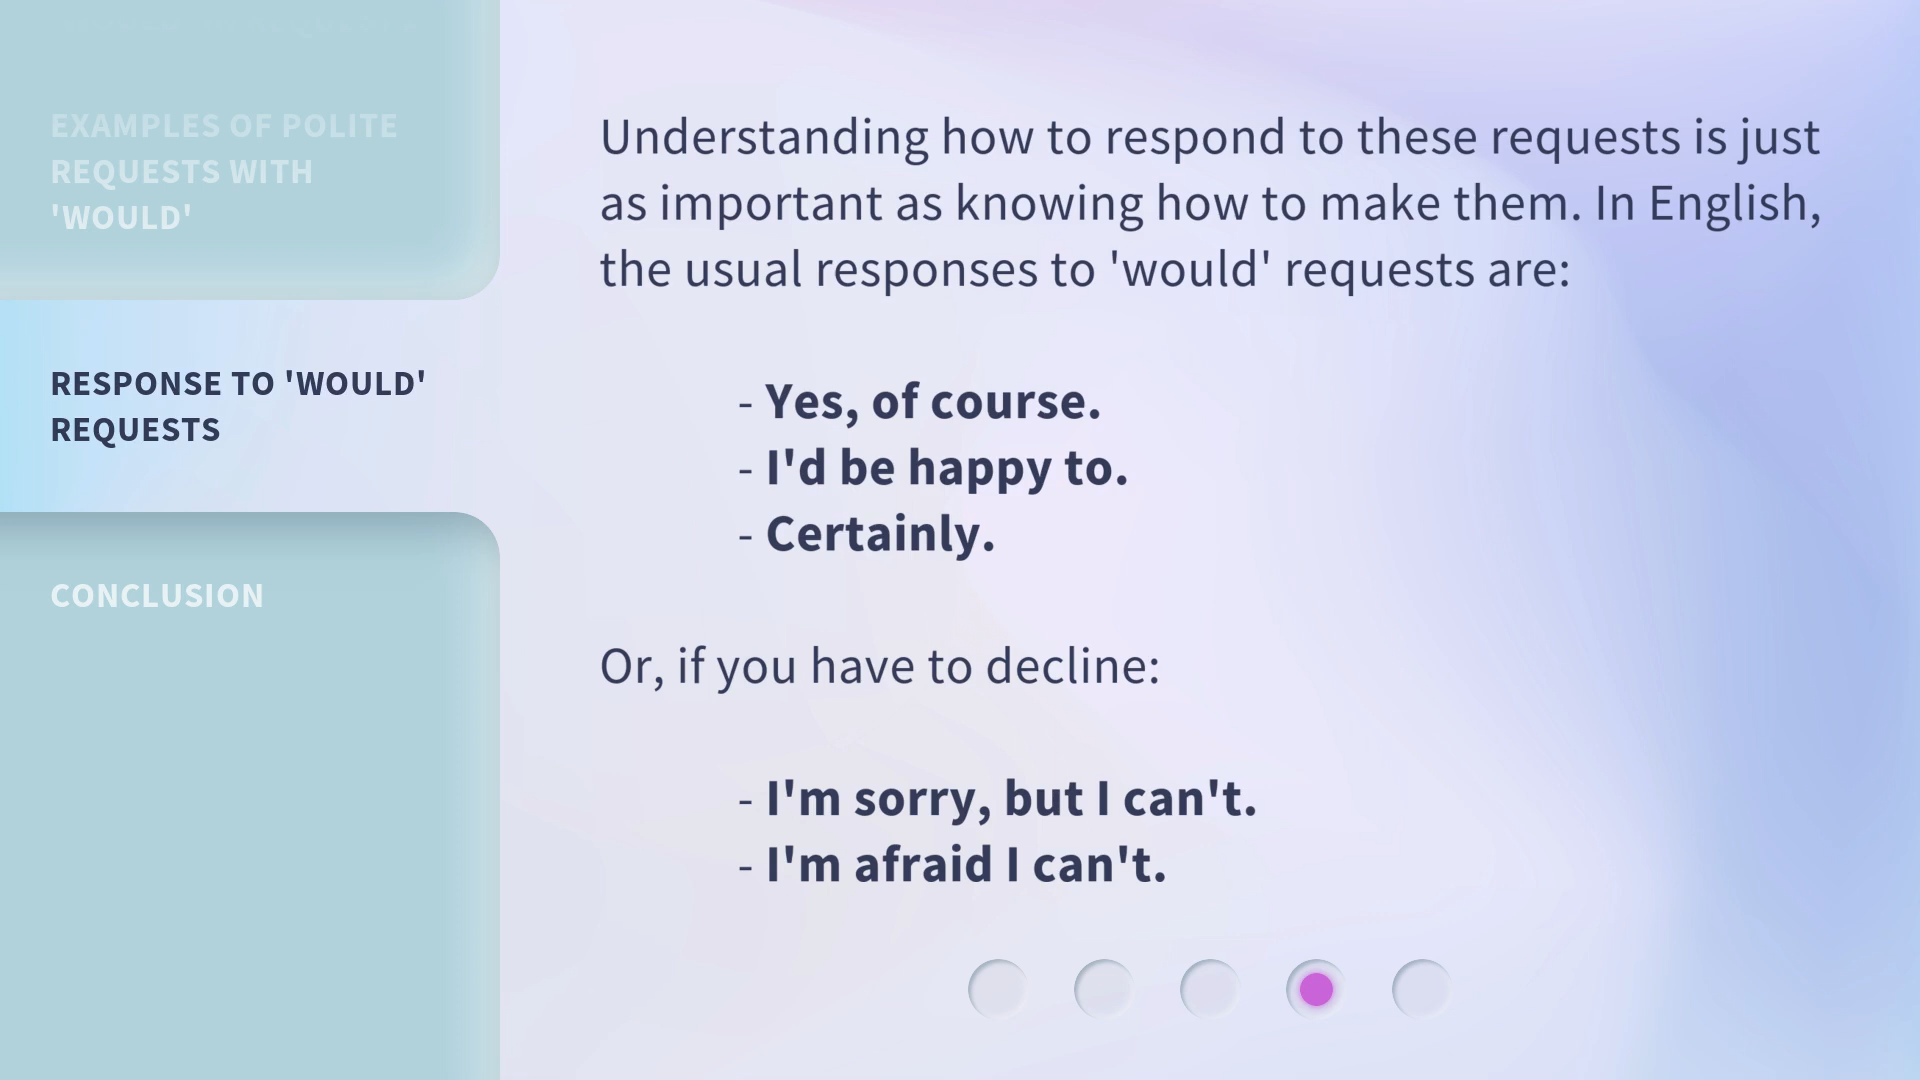 EXAMPLES OF POLITE
REQUESTS WITH
'WOULD'
RESPONSE TO 'WOULD'
REQUESTS
CONCLUSION
Understanding how to respond to these requests is just
as important as knowing how to make them. In English,
the usual responses to 'would' requests are:
- Yes, of course.
- I'd be happy to.
- Certainly.
Or, if you have to decline:
- I'm sorry, but I can't.
- I'm afraid I can't.